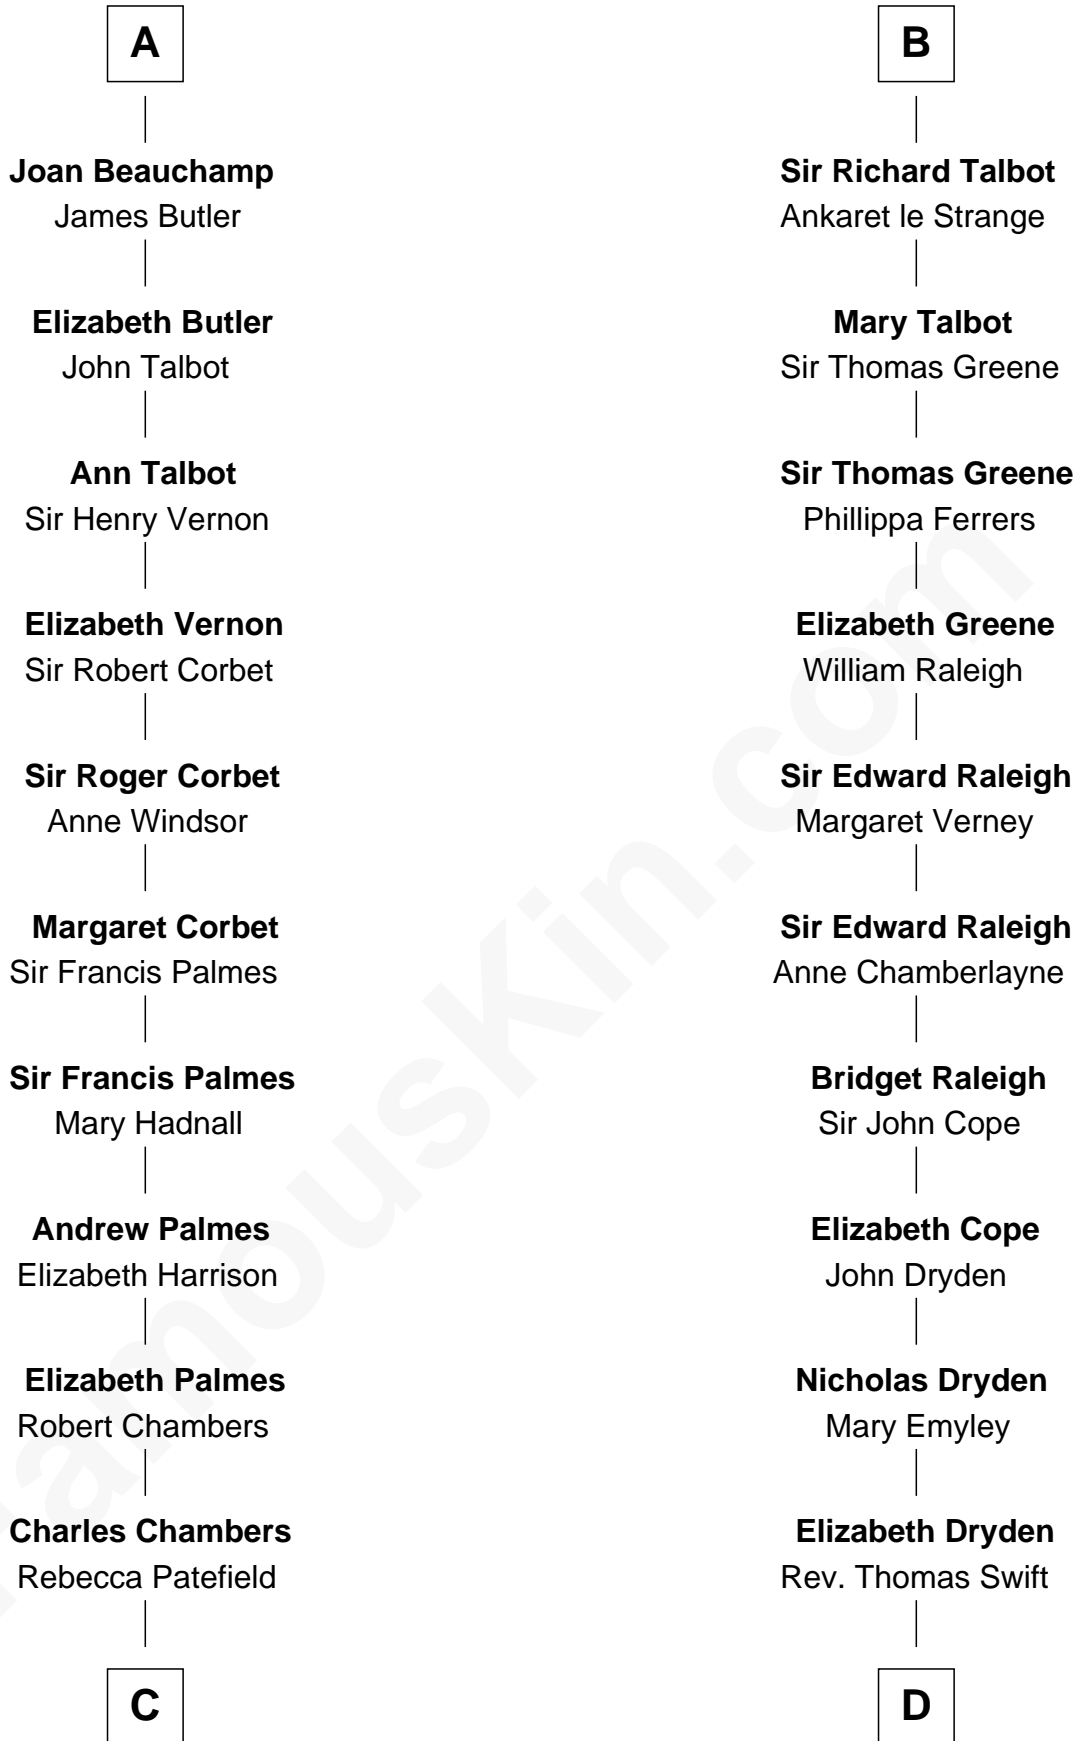 A
Joan Beauchamp
James Butler
Elizabeth Butler
John Talbot
Ann Talbot
Sir Henry Vernon
Elizabeth Vernon
Sir Robert Corbet
Sir Roger Corbet
Anne Windsor
Margaret Corbet
Sir Francis Palmes
Sir Francis Palmes
Mary Hadnall
Andrew Palmes
Elizabeth Harrison
Elizabeth Palmes
Robert Chambers
Charles Chambers
Rebecca Patefield
C
B
Sir Richard Talbot
Ankaret le Strange
Mary Talbot
Sir Thomas Greene
Sir Thomas Greene
Phillippa Ferrers
Elizabeth Greene
William Raleigh
Sir Edward Raleigh
Margaret Verney
Sir Edward Raleigh
Anne Chamberlayne
Bridget Raleigh
Sir John Cope
Elizabeth Cope
John Dryden
Nicholas Dryden
Mary Emyley
Elizabeth Dryden
Rev. Thomas Swift
D
FamousKin.com